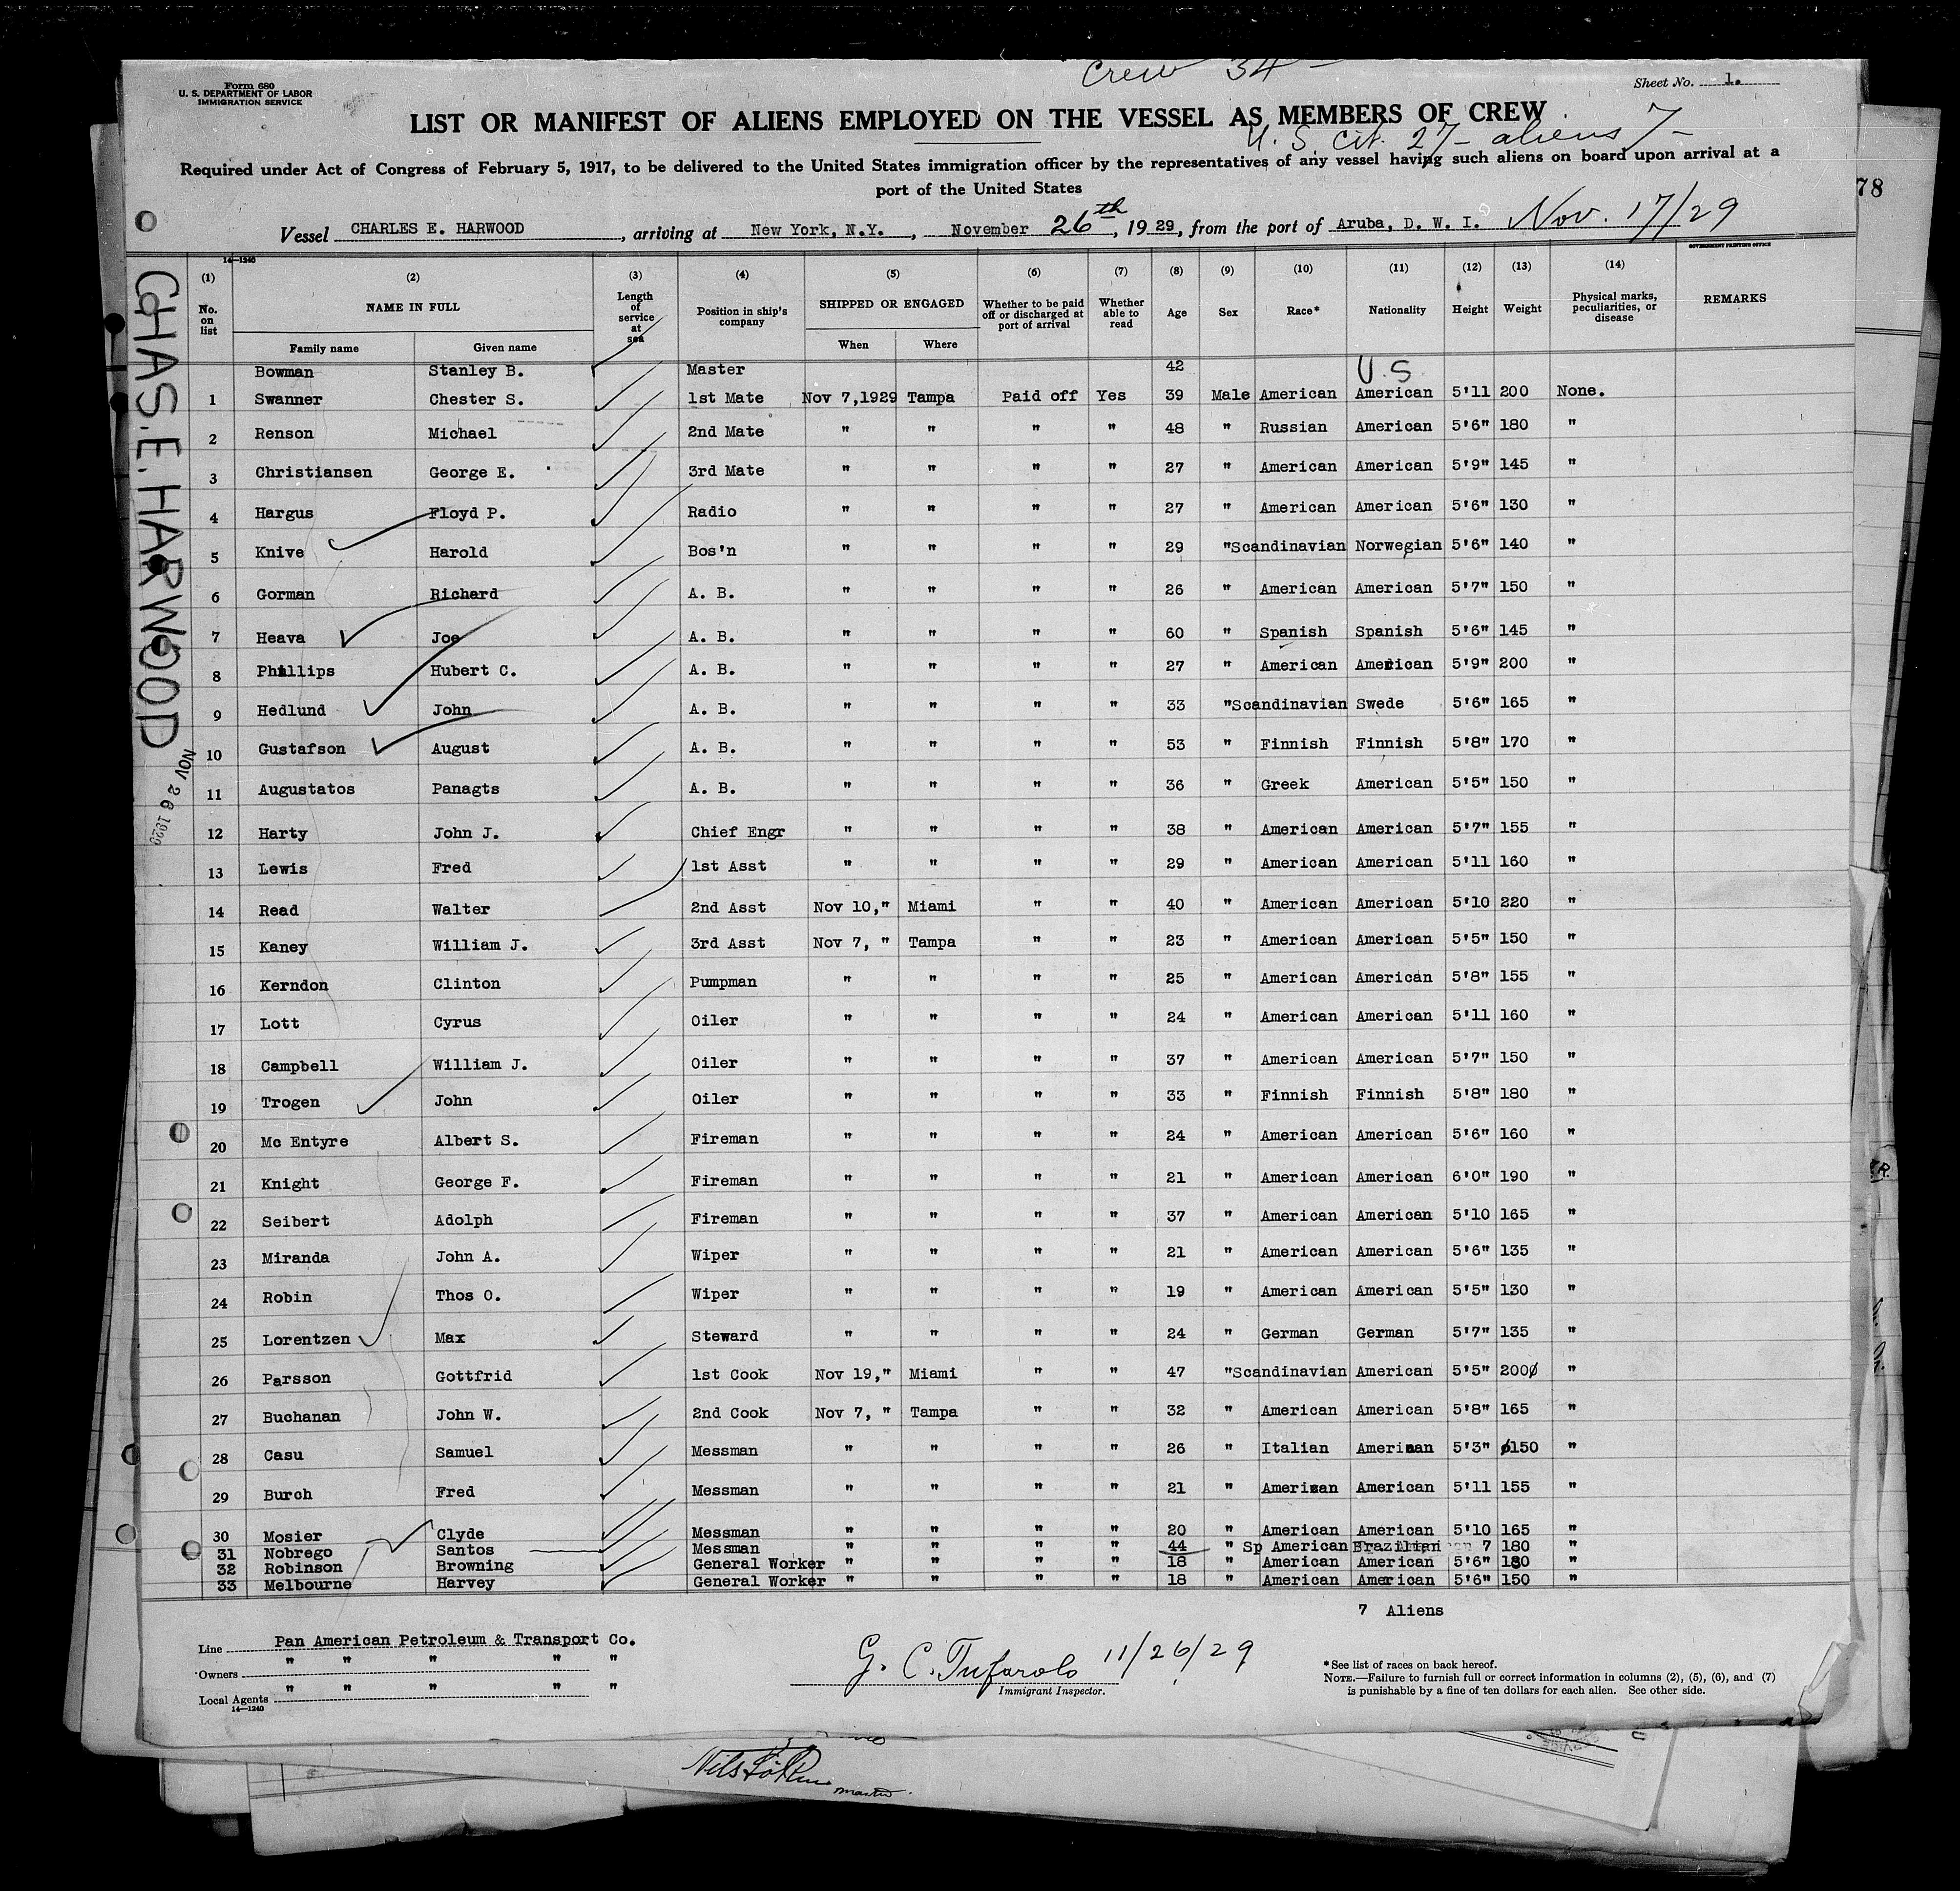 Crew 34 -
Form 680
U. S. DEPARTMENT OF LABOR
IMMIGRATION SERVICE
Sheet No. 1.
LIST OR MANIFEST OF ALIENS EMPLOYED ON THE VESSEL AS MEMBERS OF CREW
U. S. cit. 27 - aliens 7 -
Required under Act of Congress of February 5, 1917, to be delivered to the United States immigration officer by the representatives of any vessel having such aliens on board upon arrival at a
port of the United States
78
Vessel CHARLES E. HARWOOD, arriving at New York, N.Y., November 26th, 1929, from the port of Aruba, D. W. I. Nov. 17/29
14-1240
GOVERNMENT PRINTING OFFICE
CHAS. E. HARWOOD
NOV 26 1929
(1) (2) (3) (4) (5) (6) (7) (8) (9) (10) (11) (12) (13) (14)
No. on list NAME IN FULL Length of service at sea Position in ship's company SHIPPED OR ENGAGED Whether to be paid off or discharged at port of arrival Whether able to read Age Sex Race* Nationality Height Weight Physical marks, peculiarities, or disease REMARKS
Family name Given name When Where
Bowman Stanley B. Master 42 U.S
1 Swanner Chester S. 1st Mate Nov 7,1929 Tampa Paid off Yes 39 Male American American 5'11 200 None.
2 Renson Michael 2nd Mate " " " " 48 " Russian American 5'6" 180 "
3 Christiansen George E. 3rd Mate " " " " 27 " American American 5'9" 145 "
4 Hargus Floyd P. Radio " " " " 27 " American American 5'6" 130 "
5 Knive Harold Bos'n " " " " 29 " Scandinavian Norwegian 5'6" 140 "
6 Gorman Richard A. B. " " " " 26 " American American 5'7" 150 "
7 Heava Joe A. B. " " " " 60 " Spanish Spanish 5'6" 145 "
8 Phillips Hubert C. A. B. " " " " 27 " American American 5'9" 200 "
9 Hedlund John A. B. " " " " 33 " Scandinavian Swede 5'6" 165 "
10 Gustafson August A. B. " " " " 53 " Finnish Finnish 5'8" 170 "
11 Augustatos Panagts A. B. " " " " 36 " Greek American 5'5" 150 "
12 Harty John J. Chief Engr " " " " 38 " American American 5'7" 155 "
13 Lewis Fred 1st Asst " " " " 29 " American American 5'11 160 "
14 Read Walter 2nd Asst Nov 10," Miami " " 40 " American American 5'10 220 "
15 Kaney William J. 3rd Asst Nov 7, " Tampa " " 23 " American American 5'5" 150 "
16 Kerndon Clinton Pumpman " " " " 25 " American American 5'8" 155 "
17 Lott Cyrus Oiler " " " " 24 " American American 5'11 160 "
18 Campbell William J. Oiler " " " " 37 " American American 5'7" 150 "
19 Trogen John Oiler " " " " 33 " Finnish Finnish 5'8" 180 "
20 Mc Entyre Albert S. Fireman " " " " 24 " American American 5'6" 160 "
21 Knight George F. Fireman " " " " 21 " American American 6'0" 190 "
22 Seibert Adolph Fireman " " " " 37 " American American 5'10 165 "
23 Miranda John A. Wiper " " " " 21 " American American 5'6" 135 "
24 Robin Thos O. Wiper " " " " 19 " American American 5'5" 130 "
25 Lorentzen Max Steward " " " " 24 " German German 5'7" 135 "
26 Parsson Gottfrid 1st Cook Nov 19," Miami " " 47 " Scandinavian American 5'5" 200 "
27 Buchanan John W. 2nd Cook Nov 7, " Tampa " " 32 " American American 5'8" 165 "
28 Casu Samuel Messman " " " " 26 " Italian American 5'3" 150 "
29 Burch Fred Messman " " " " 21 " American American 5'11 155 "
30 Mosier Clyde Messman " " " " 20 " American American 5'10 165 "
31 Nobrego Santos Messman " " " " 44 " Sp American Brazilian 7 180 "
32 Robinson Browning General Worker " " " " 18 " American American 5'6" 130 "
33 Melbourne Harvey General Worker " " " " 18 " American American 5'6" 150 "
7 Aliens
Line Pan American Petroleum & Transport Co.
Owners " " " " "
Local Agents " " " " "
14-1240
G. C. Tufarolo 11/26/29
Immigrant Inspector.
* See list of races on back hereof.
NOTE.—Failure to furnish full or correct information in columns (2), (5), (6), and (7)
is punishable by a fine of ten dollars for each alien. See other side.
Nils
master.